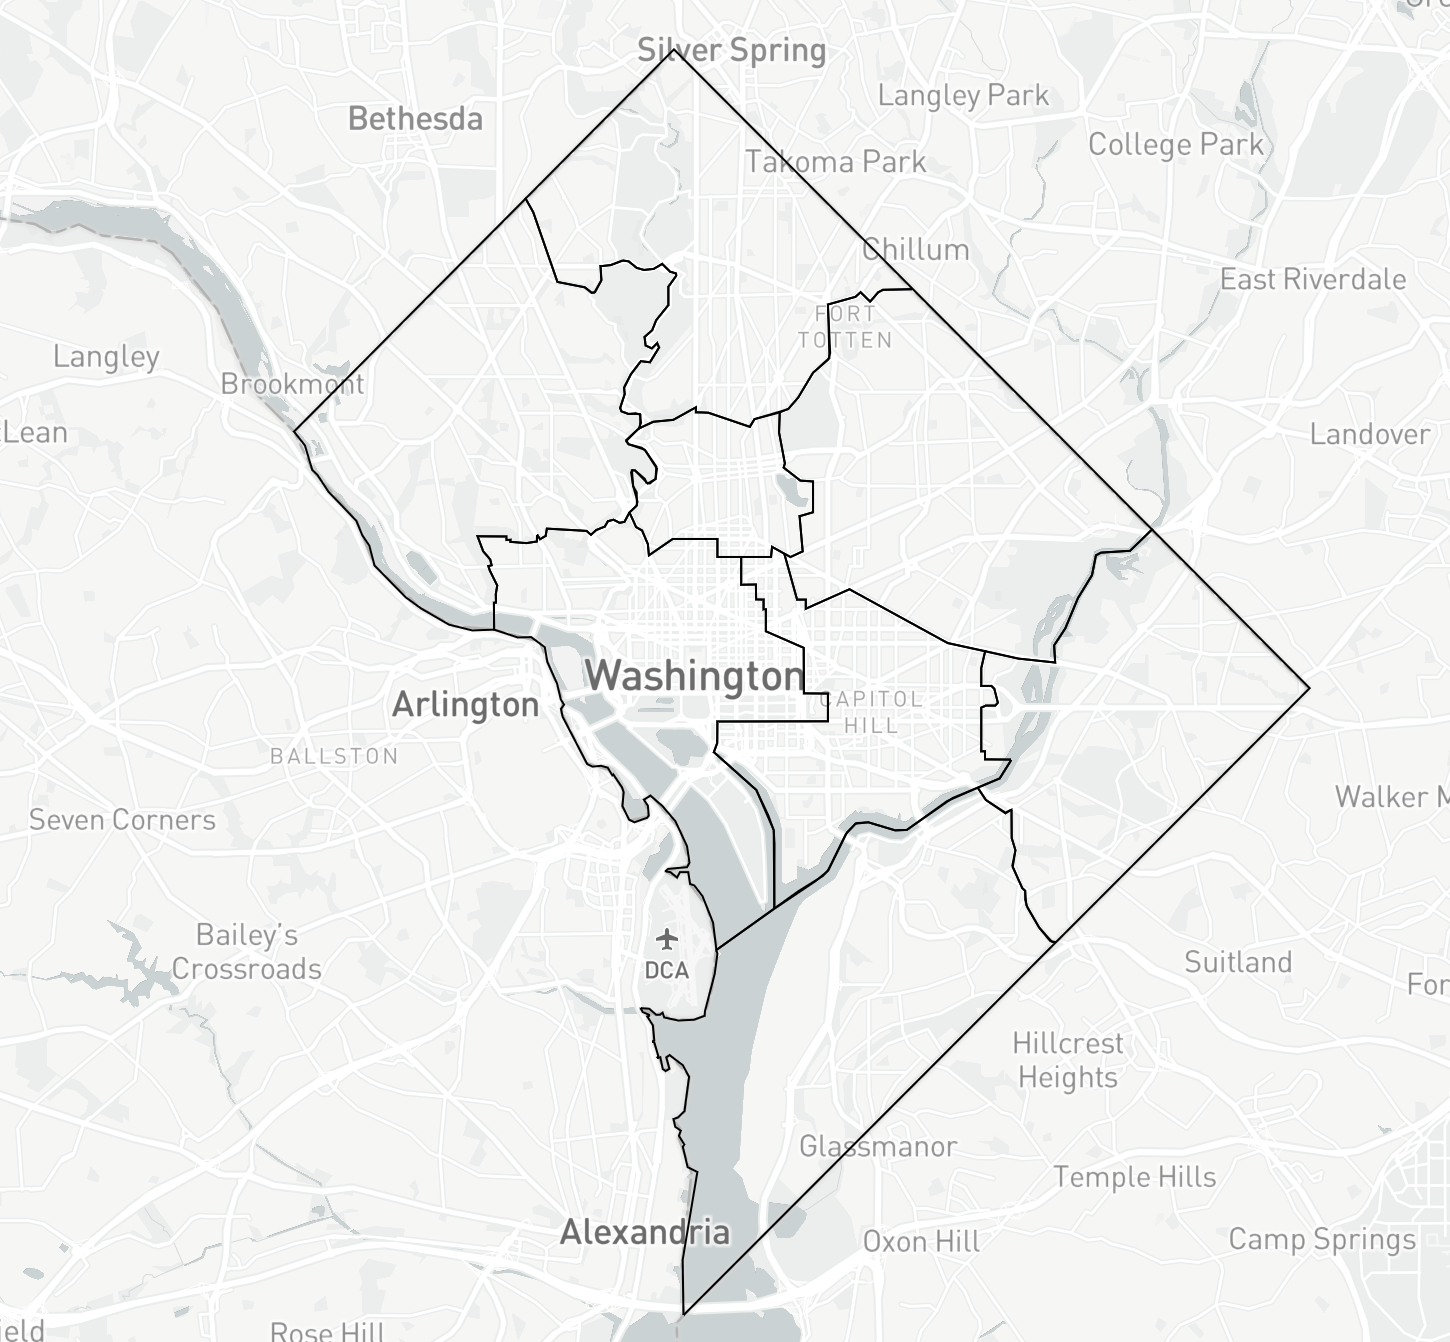 Silver Spring
Langley Park
Bethesda
College Park
Takoma Park
Chillum
East Riverdale
FORT
TOTTEN
Langley
Brookmont
Lean
Landover
Washington
Arlington
CAPITOL
HILL
BALLSTON
Walker M
Seven Corners
Bailey's
Crossroads
DCA
Suitland
For
Hillcrest
Heights
Glassmanor
Temple Hills
Alexandria
Oxon Hill
Camp Springs
ield
Rose Hill